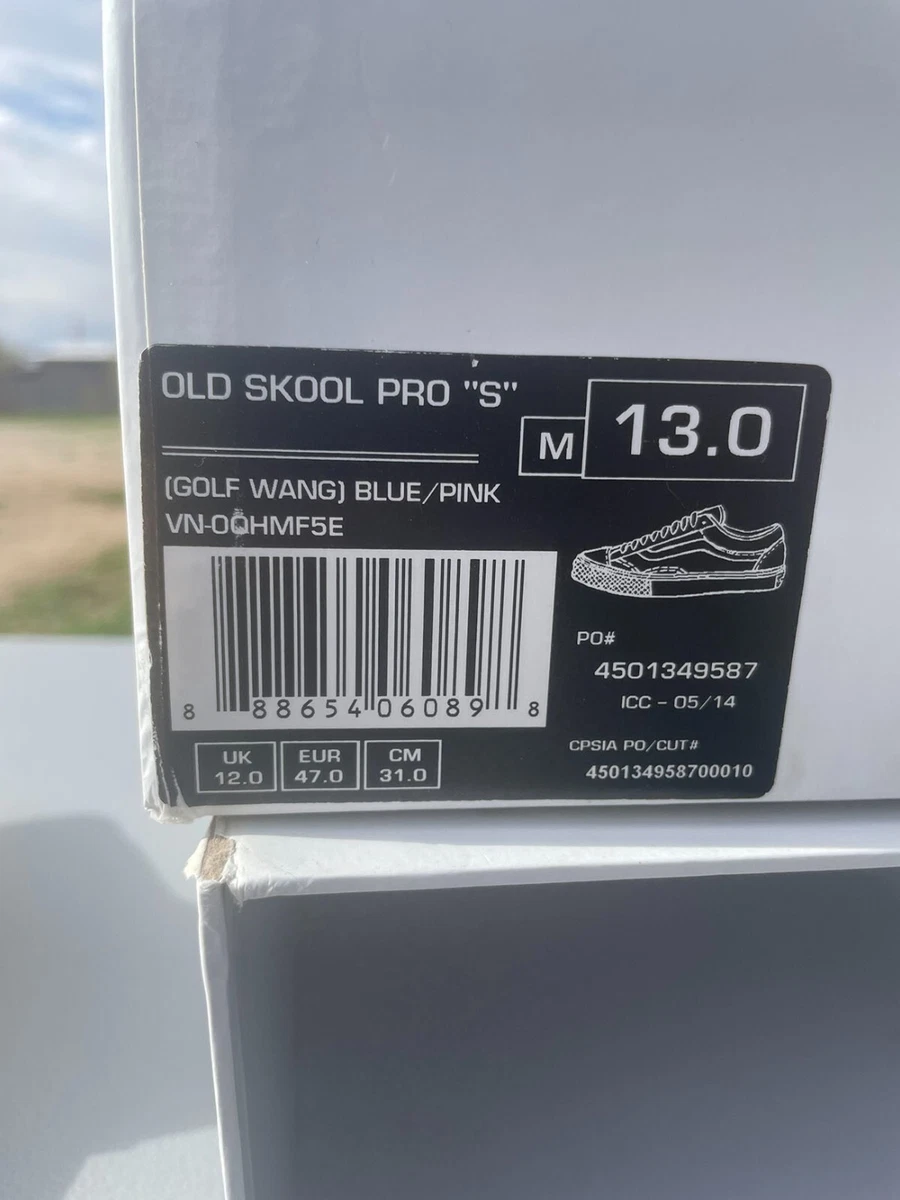 OLD SKOOL PRO "S"
M 13.0
(GOLF WANG) BLUE/PINK
VN-0QHMF5E
8 88654 06089 8
PO#
4501349587
ICC - 05/14
CPSIA PO/CUT#
450134958700010
UK
12.0
EUR
47.0
CM
31.0